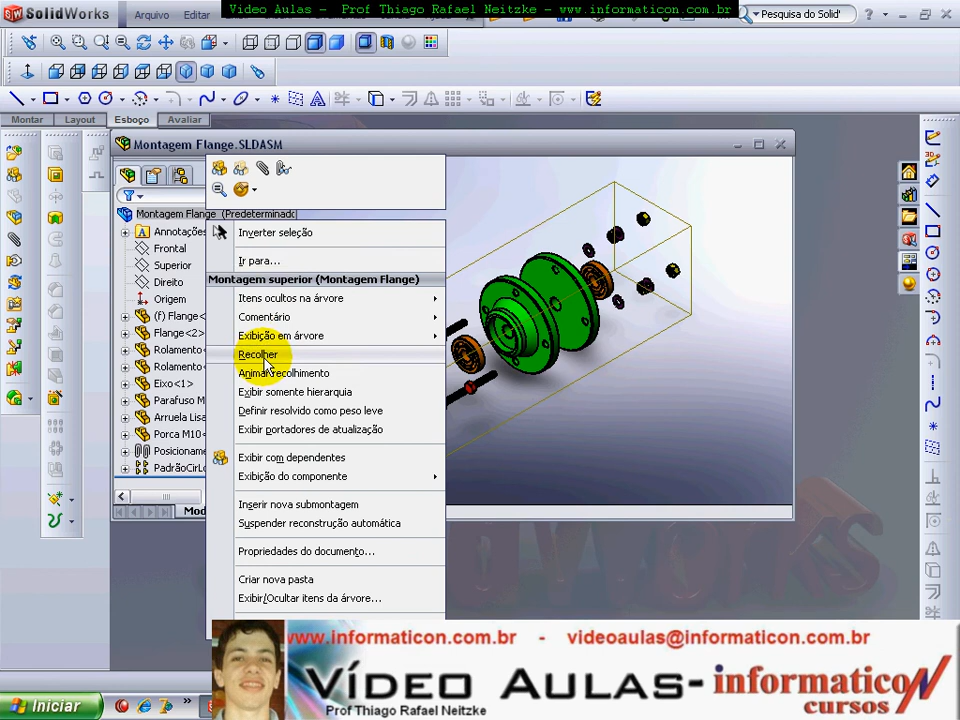 Video Aulas - Prof Thiago Rafael Neitzke - www.informaticon.com.br
SolidWorks
Arquivo
Editar
Pesquisa do Solid'
Montar
Layout
Esboço
Avaliar
Montagem Flange.SLDASM
Montagem Flange (Predeterminado
Annotações
Frontal
Superior
Direito
Origem
(f) Flange<
Flange<2>
Rolamento
Rolamento
Eixo<1>
Parafuso M
Arruela Lisa
Porca M10<
Posicioname
PadrãoCirLo
Mod
Inverter seleção
Ir para...
Montagem superior (Montagem Flange)
Itens ocultos na árvore
Comentário
Exibição em árvore
Recolher
Animar recolhimento
Exibir somente hierarquia
Definir resolvido como peso leve
Exibir portadores de atualização
Exibir com dependentes
Exibição do componente
Inserir nova submontagem
Suspender reconstrução automática
Propriedades do documento...
Criar nova pasta
Exibir/Ocultar itens da árvore...
www.informaticon.com.br - videoaulas@informaticon.com.br
Vídeo Aulas- informaticon
cursos
Prof Thiago Rafael Neitzke
Iniciar